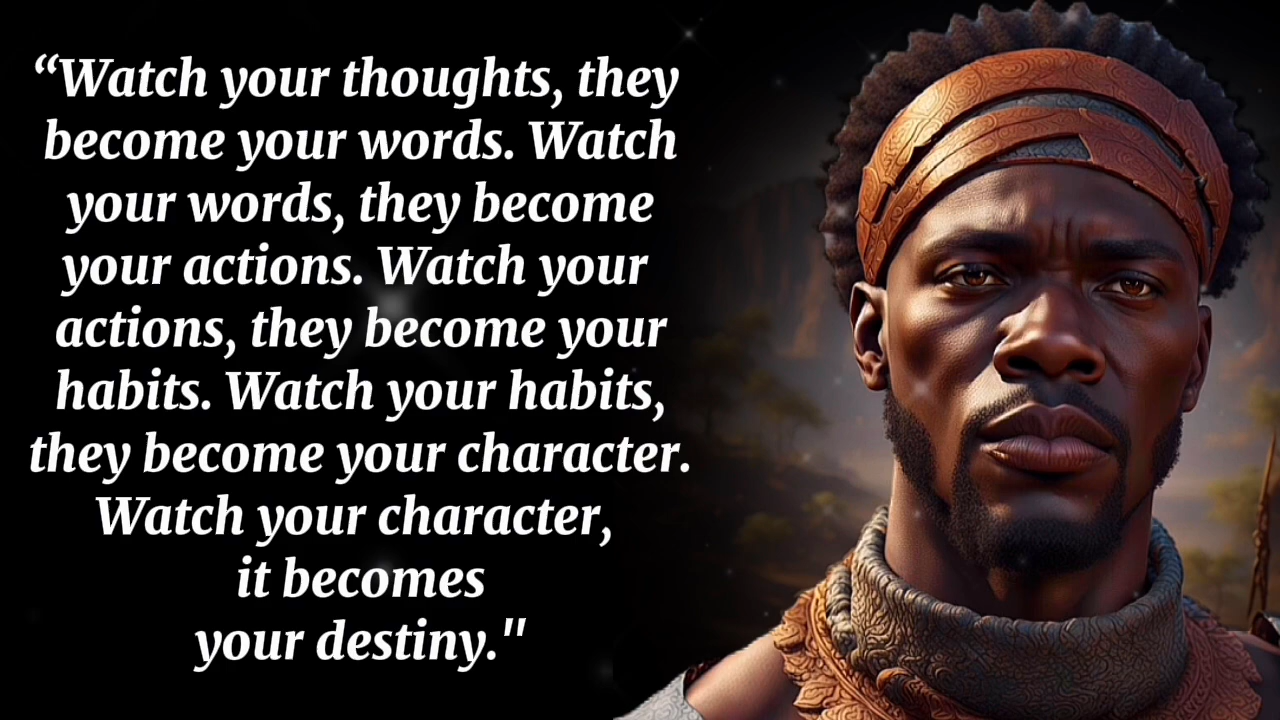 “Watch your thoughts, they
become your words. Watch
your words, they become
your actions. Watch your
actions, they become your
habits. Watch your habits,
they become your character.
Watch your character,
it becomes
your destiny."